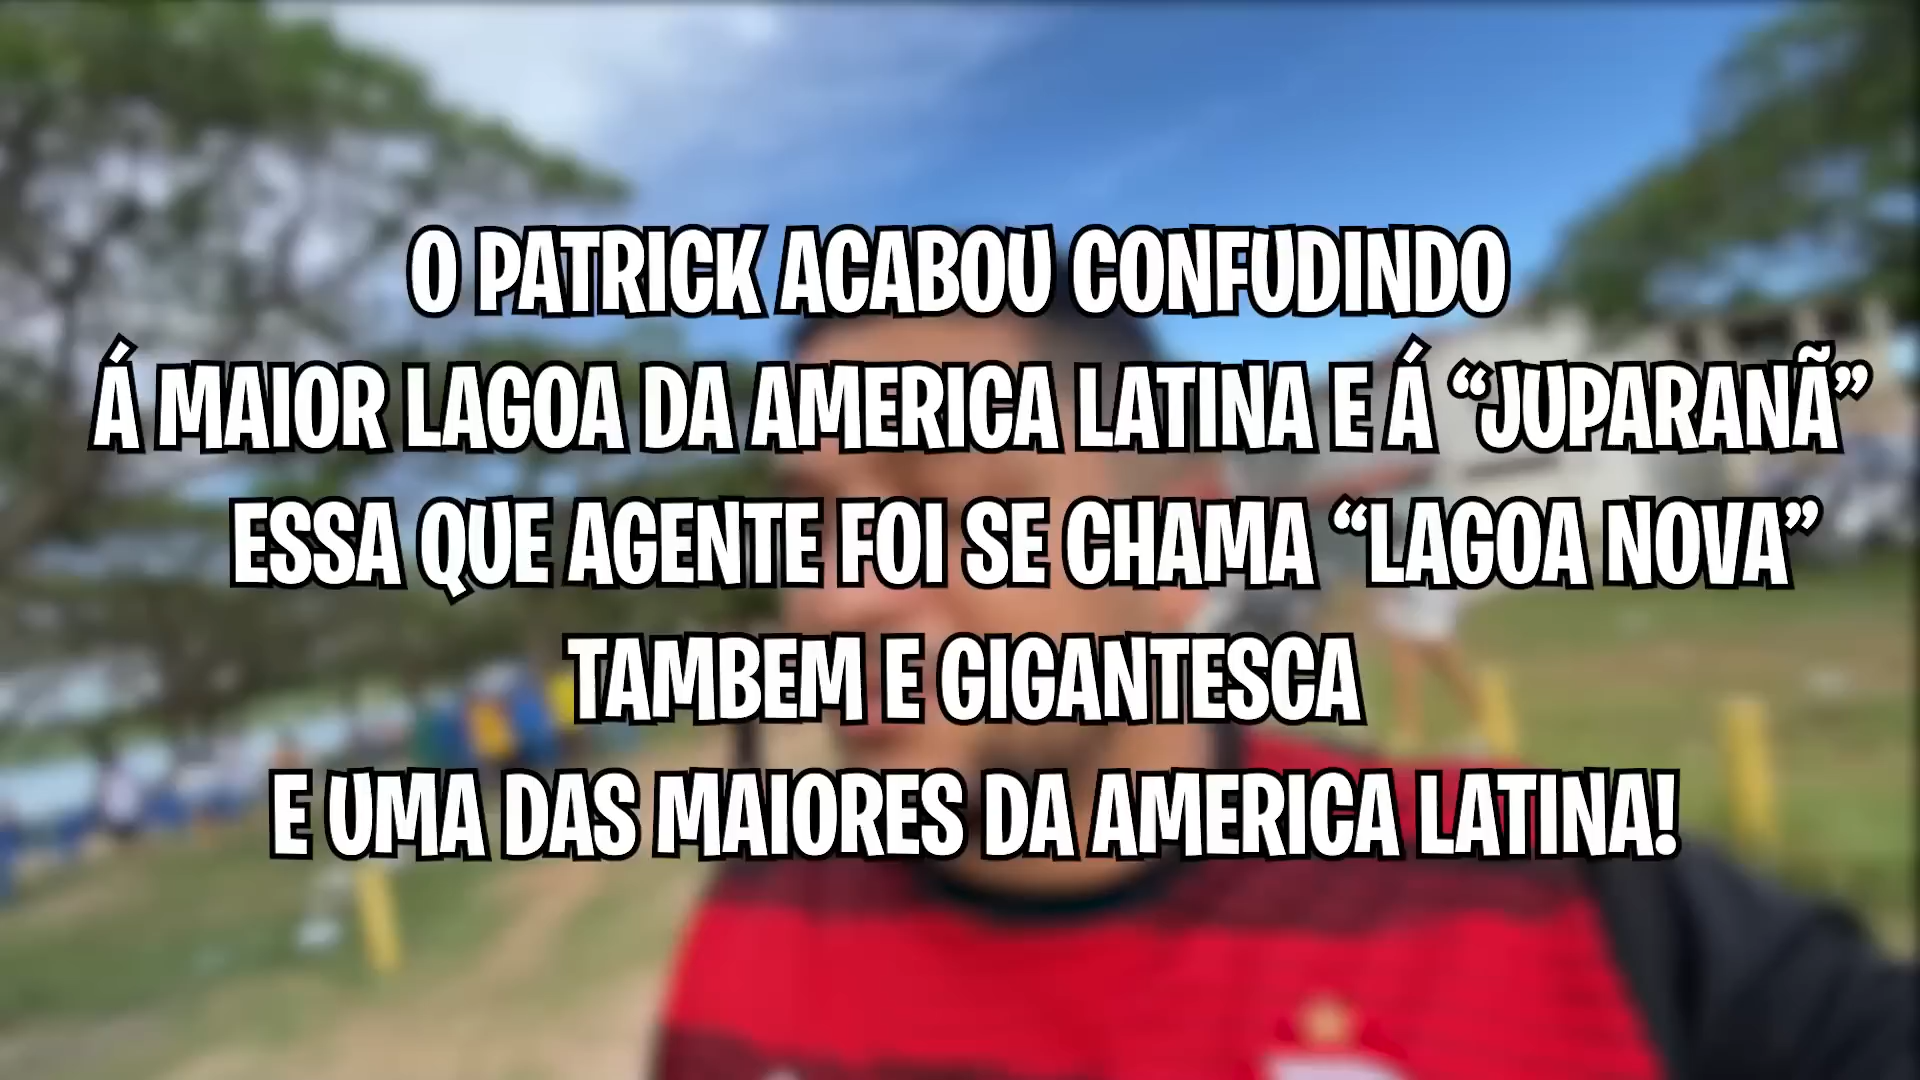 O PATRICK ACABOU CONFUDINDO
Á MAIOR LAGOA DA AMERICA LATINA E Á “JUPARANÔ
ESSA QUE AGENTE FOI SE CHAMA “LAGOA NOVA”
TAMBEM E GIGANTESCA
E UMA DAS MAIORES DA AMERICA LATINA!